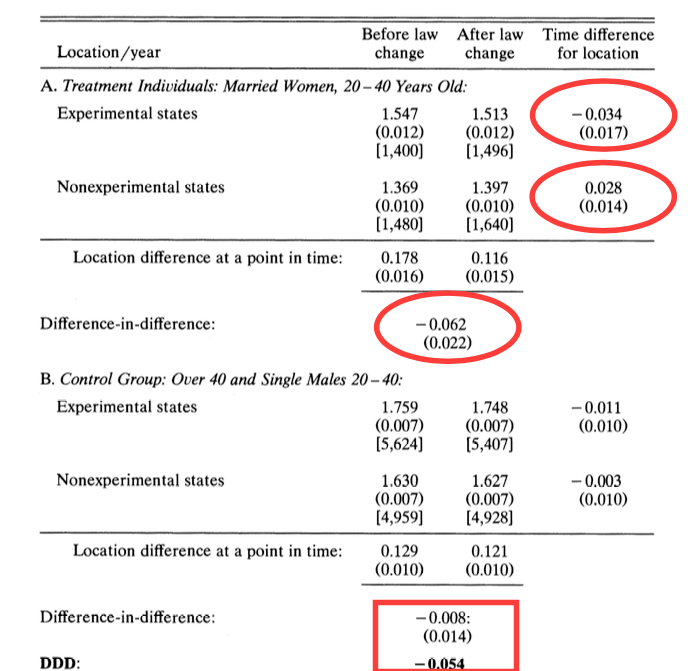 Before law After law Time difference
Location/year change change for location
A. Treatment Individuals: Married Women, 20–40 Years Old:
Experimental states 1.547 1.513 −0.034
(0.012) (0.012) (0.017)
[1,400] [1,496]
Nonexperimental states 1.369 1.397 0.028
(0.010) (0.010) (0.014)
[1,480] [1,640]
Location difference at a point in time: 0.178 0.116
(0.016) (0.015)
Difference-in-difference: −0.062
(0.022)
B. Control Group: Over 40 and Single Males 20–40:
Experimental states 1.759 1.748 −0.011
(0.007) (0.007) (0.010)
[5,624] [5,407]
Nonexperimental states 1.630 1.627 −0.003
(0.007) (0.007) (0.010)
[4,959] [4,928]
Location difference at a point in time: 0.129 0.121
(0.010) (0.010)
Difference-in-difference: −0.008:
(0.014)
DDD: −0.054